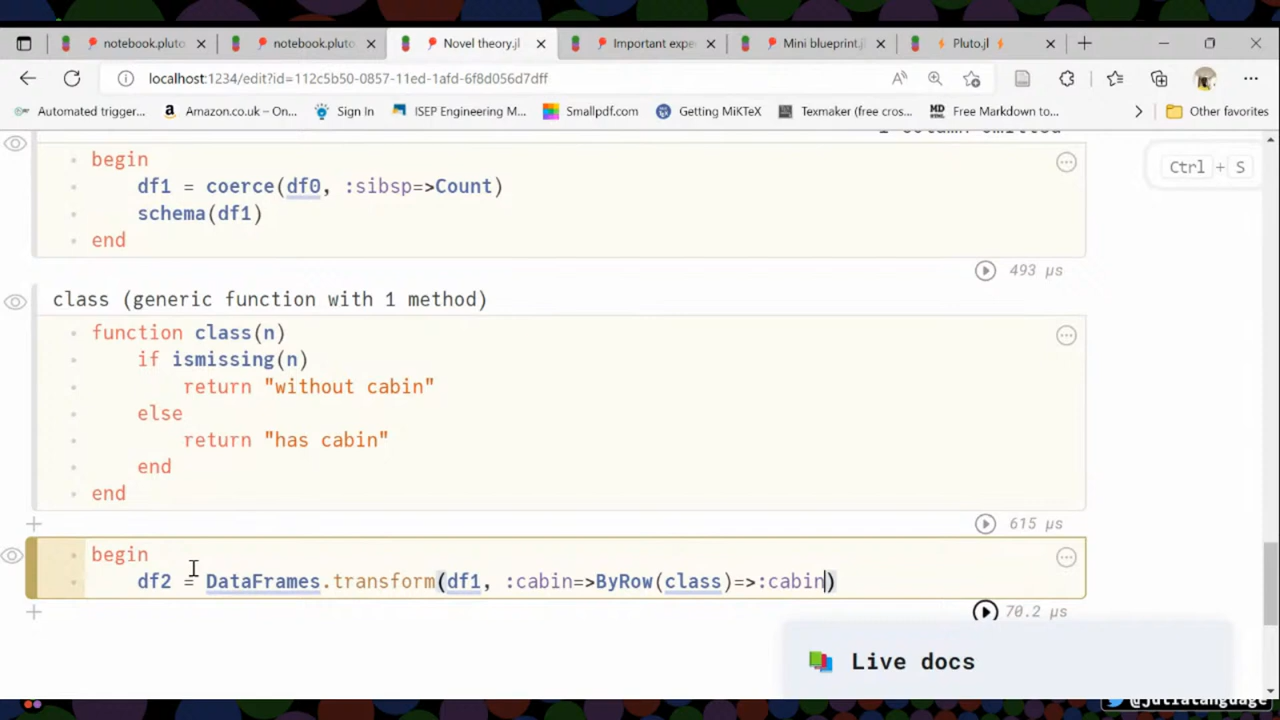 notebook.pluto
notebook.pluto
Novel theory.jl
Important expe
Mini blueprint.jl
Pluto.jl
localhost:1234/edit?id=112c5b50-0857-11ed-1afd-6f8d056d7dff
Automated trigger...
Amazon.co.uk – On...
Sign In
ISEP Engineering M...
Smallpdf.com
Getting MiKTeX
Texmaker (free cros...
Free Markdown to...
Other favorites
1 column omitted
Ctrl + S
begin
df1 = coerce(df0, :sibsp=>Count)
schema(df1)
end
493 μs
class (generic function with 1 method)
function class(n)
if ismissing(n)
return "without cabin"
else
return "has cabin"
end
end
615 μs
begin
df2 = DataFrames.transform(df1, :cabin=>ByRow(class)=>:cabin)
70.2 μs
Live docs
@julialanguage